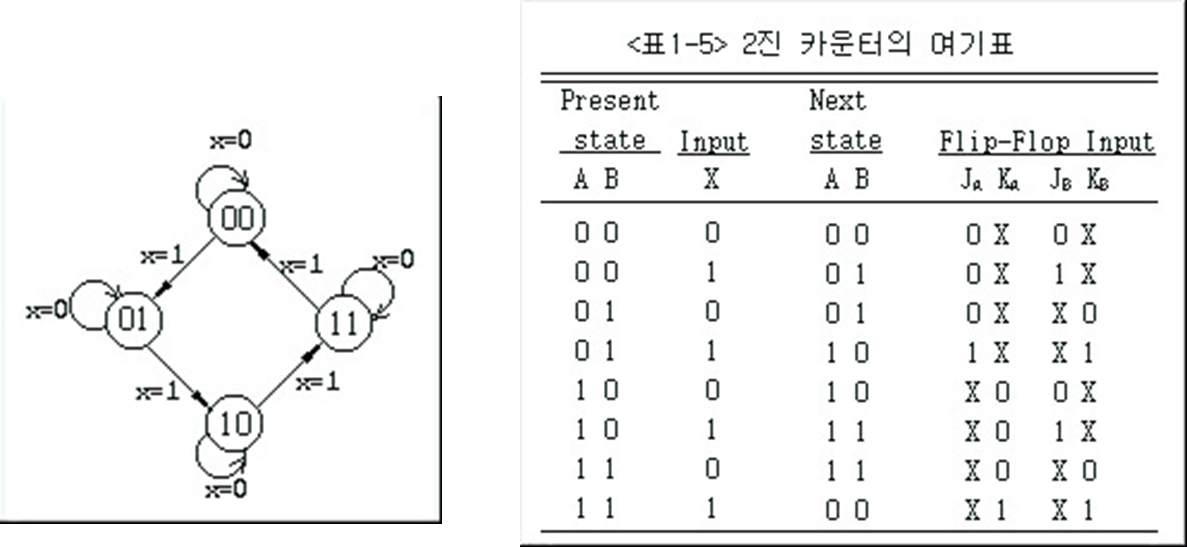 x=0
00
x=1
x=1
x=0
x=0
01
11
x=1
x=1
10
x=0
<표1-5> 2진 카운터의 여기표
Present Next
state Input state Flip-Flop Input
A B X A B Ja Ka JB KB
0 0 0 0 0 0 X 0 X
0 0 1 0 1 0 X 1 X
0 1 0 0 1 0 X X 0
0 1 1 1 0 1 X X 1
1 0 0 1 0 X 0 0 X
1 0 1 1 1 X 0 1 X
1 1 0 1 1 X 0 X 0
1 1 1 0 0 X 1 X 1